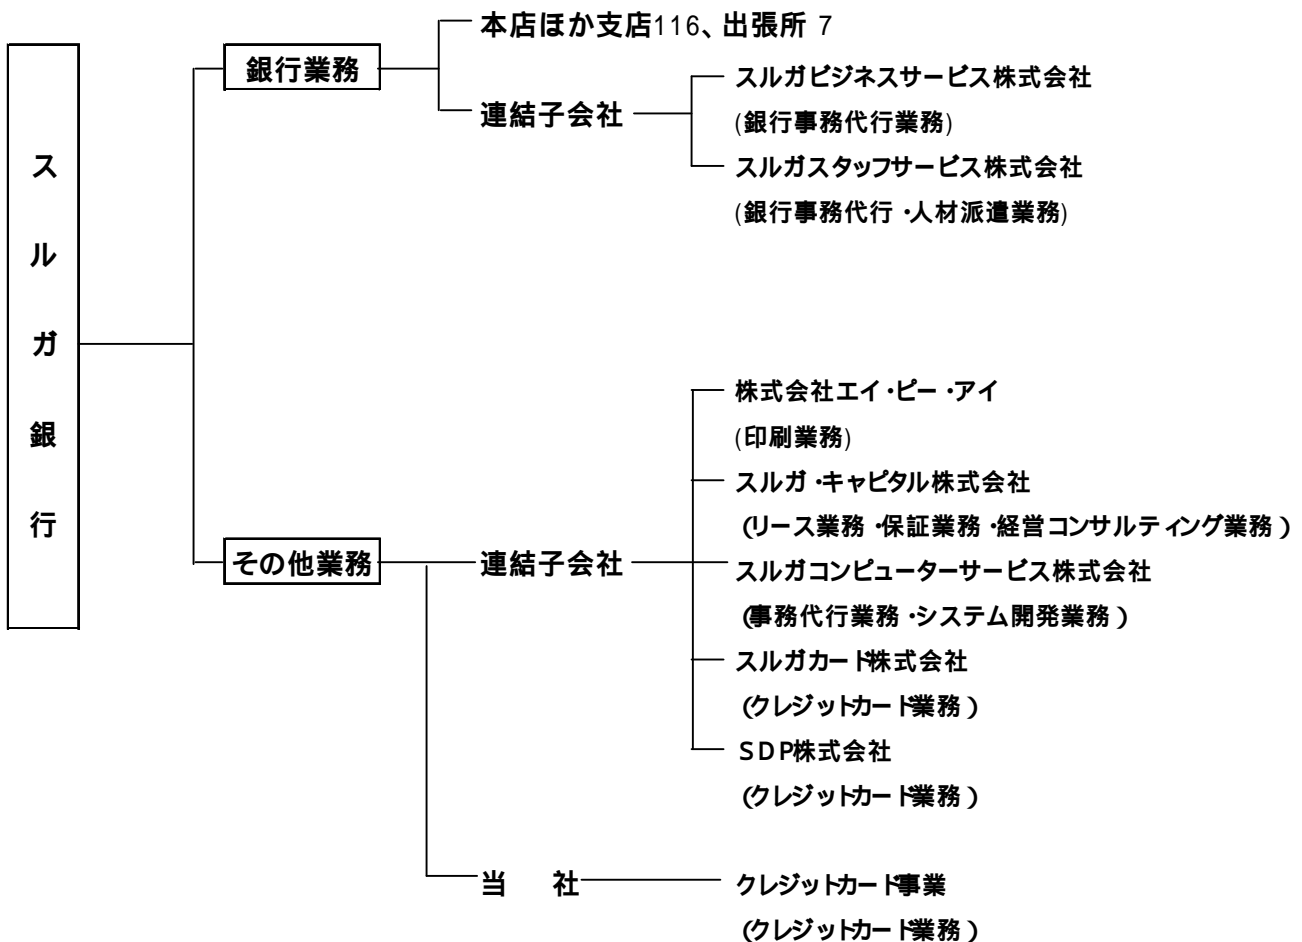 スルガ銀行
銀行業務
本店ほか支店116、出張所 7
連結子会社
スルガビジネスサービス株式会社
(銀行事務代行業務)
スルガスタッフサービス株式会社
(銀行事務代行・人材派遣業務)
その他業務
連結子会社
株式会社エイ・ピー・アイ
(印刷業務)
スルガ・キャピタル株式会社
(リース業務・保証業務・経営コンサルティング業務)
スルガコンピューターサービス株式会社
(事務代行業務・システム開発業務)
スルガカード株式会社
(クレジットカード業務)
SDP株式会社
(クレジットカード業務)
当 社
クレジットカード事業
(クレジットカード業務)